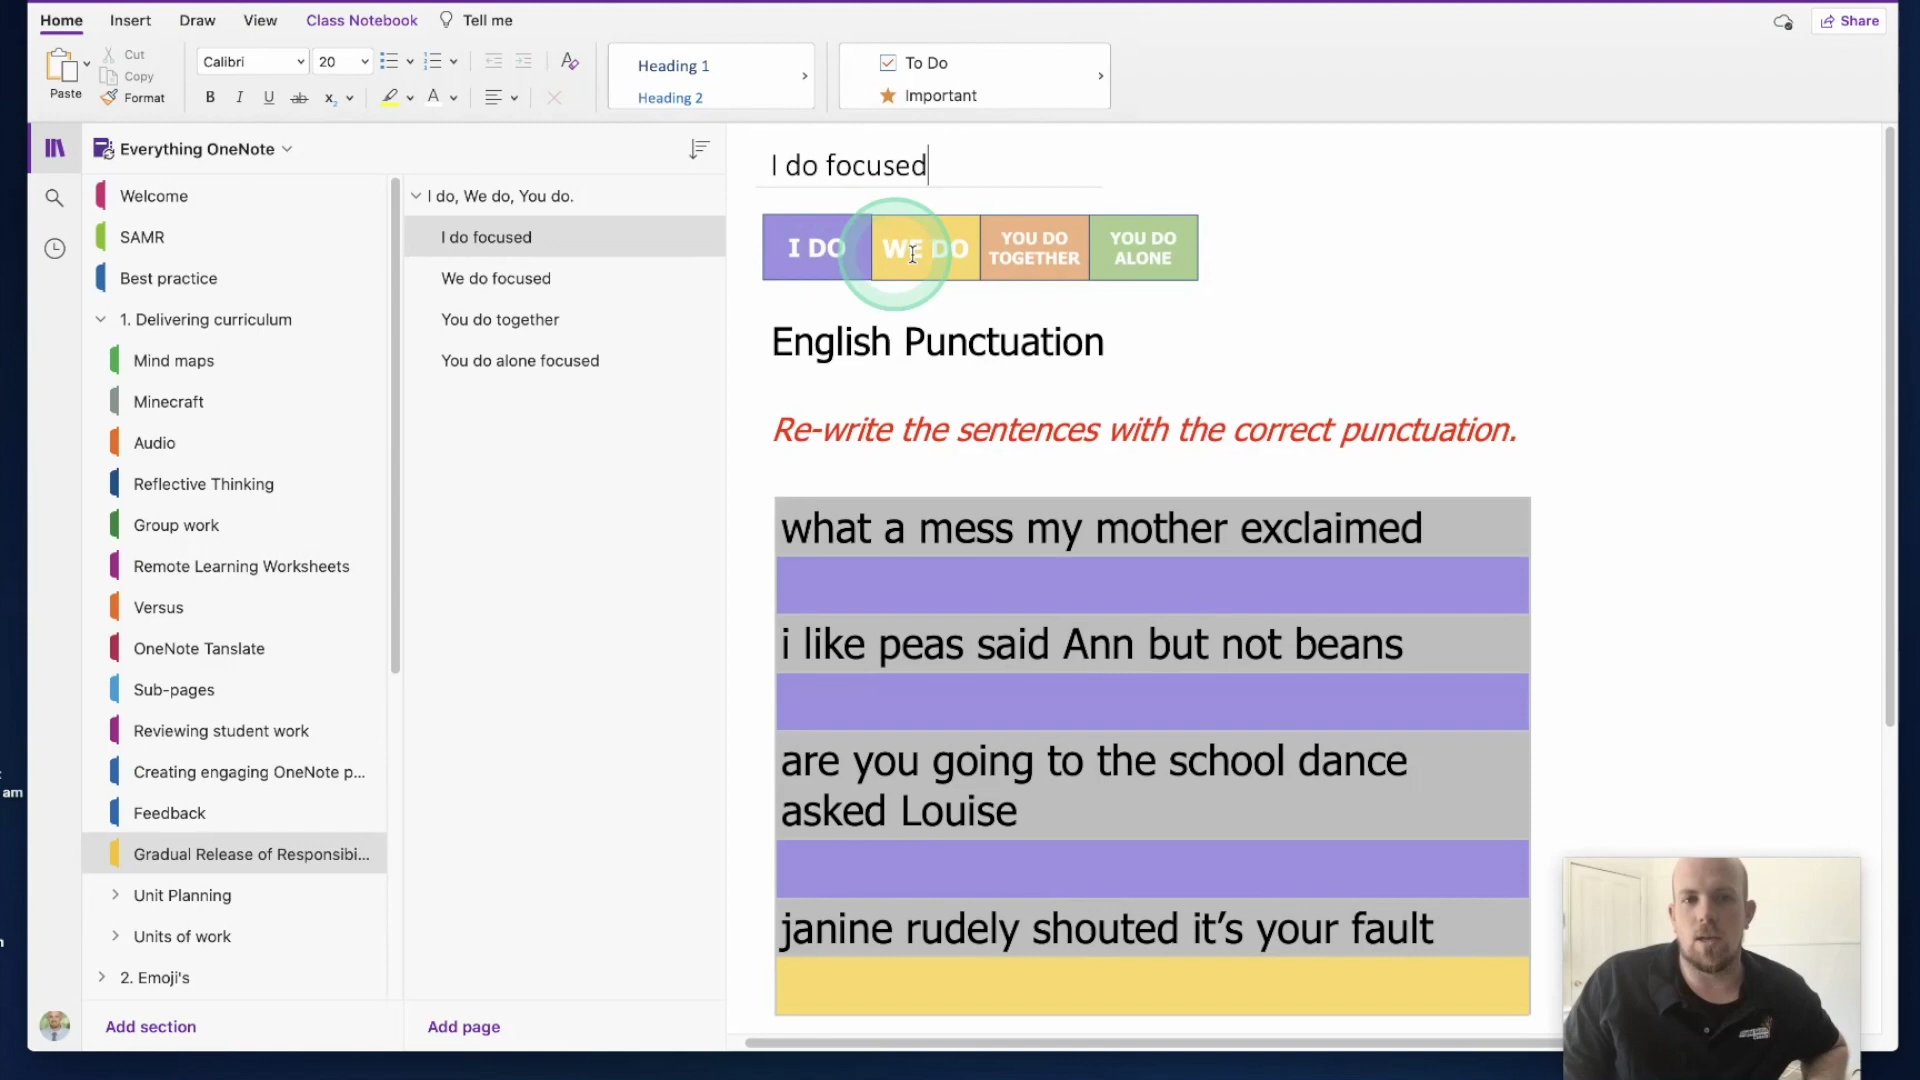 Home Insert Draw View Class Notebook Tell me
Share
Paste
Cut
Copy
Format
Calibri 20
B I U ab x₂ A
Heading 1
Heading 2
To Do
Important
Everything OneNote
Welcome
SAMR
Best practice
1. Delivering curriculum
Mind maps
Minecraft
Audio
Reflective Thinking
Group work
Remote Learning Worksheets
Versus
OneNote Tanslate
Sub-pages
Reviewing student work
Creating engaging OneNote p...
Feedback
Gradual Release of Responsibi...
Unit Planning
Units of work
2. Emoji's
Add section
I do, We do, You do.
I do focused
We do focused
You do together
You do alone focused
Add page
I do focused
I DO
WE DO
YOU DO
TOGETHER
YOU DO
ALONE
English Punctuation
Re-write the sentences with the correct punctuation.
what a mess my mother exclaimed
i like peas said Ann but not beans
are you going to the school dance
asked Louise
janine rudely shouted it’s your fault
am